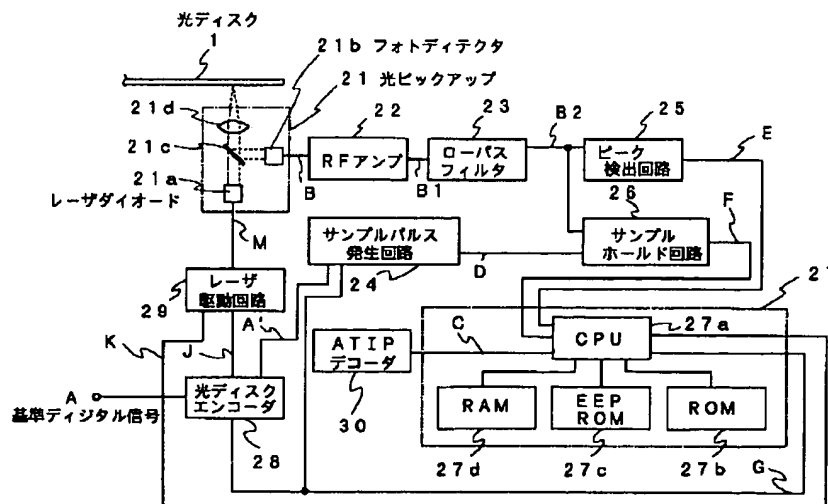 光ディスク
1
21b フォトディテクタ
21 光ピックアップ
21d
21c
21a
レーザダイオード
22
RFアンプ
23
ローパス
フィルタ
B2
25
ピーク
検出回路
E
B
B1
26
サンプル
ホールド回路
F
M
サンプルパルス
発生回路
24
D
レーザ
駆動回路
29
K
J
A'
ATIP
デコーダ
30
C
CPU
27a
RAM
27d
EEP
ROM
27c
ROM
27b
G
A
基準ディジタル信号
光ディスク
エンコーダ
28